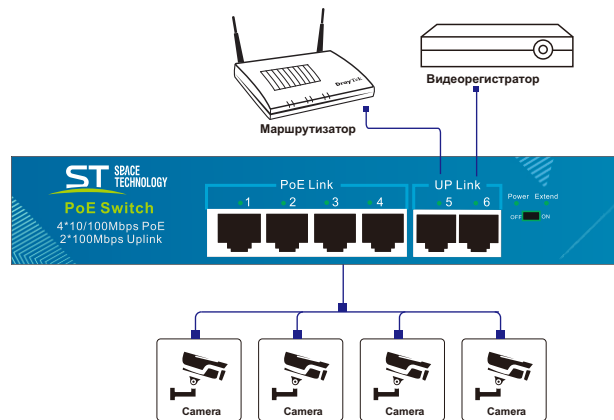 DrayTek
Видеорегистратор
Маршрутизатор
ST SPACE TECHNOLOGY
PoE Switch
4*10/100Mbps PoE
2*100Mbps Uplink
PoE Link
1 2 3 4
UP Link
5 6
Power Extend
OFF ON
Camera Camera Camera Camera